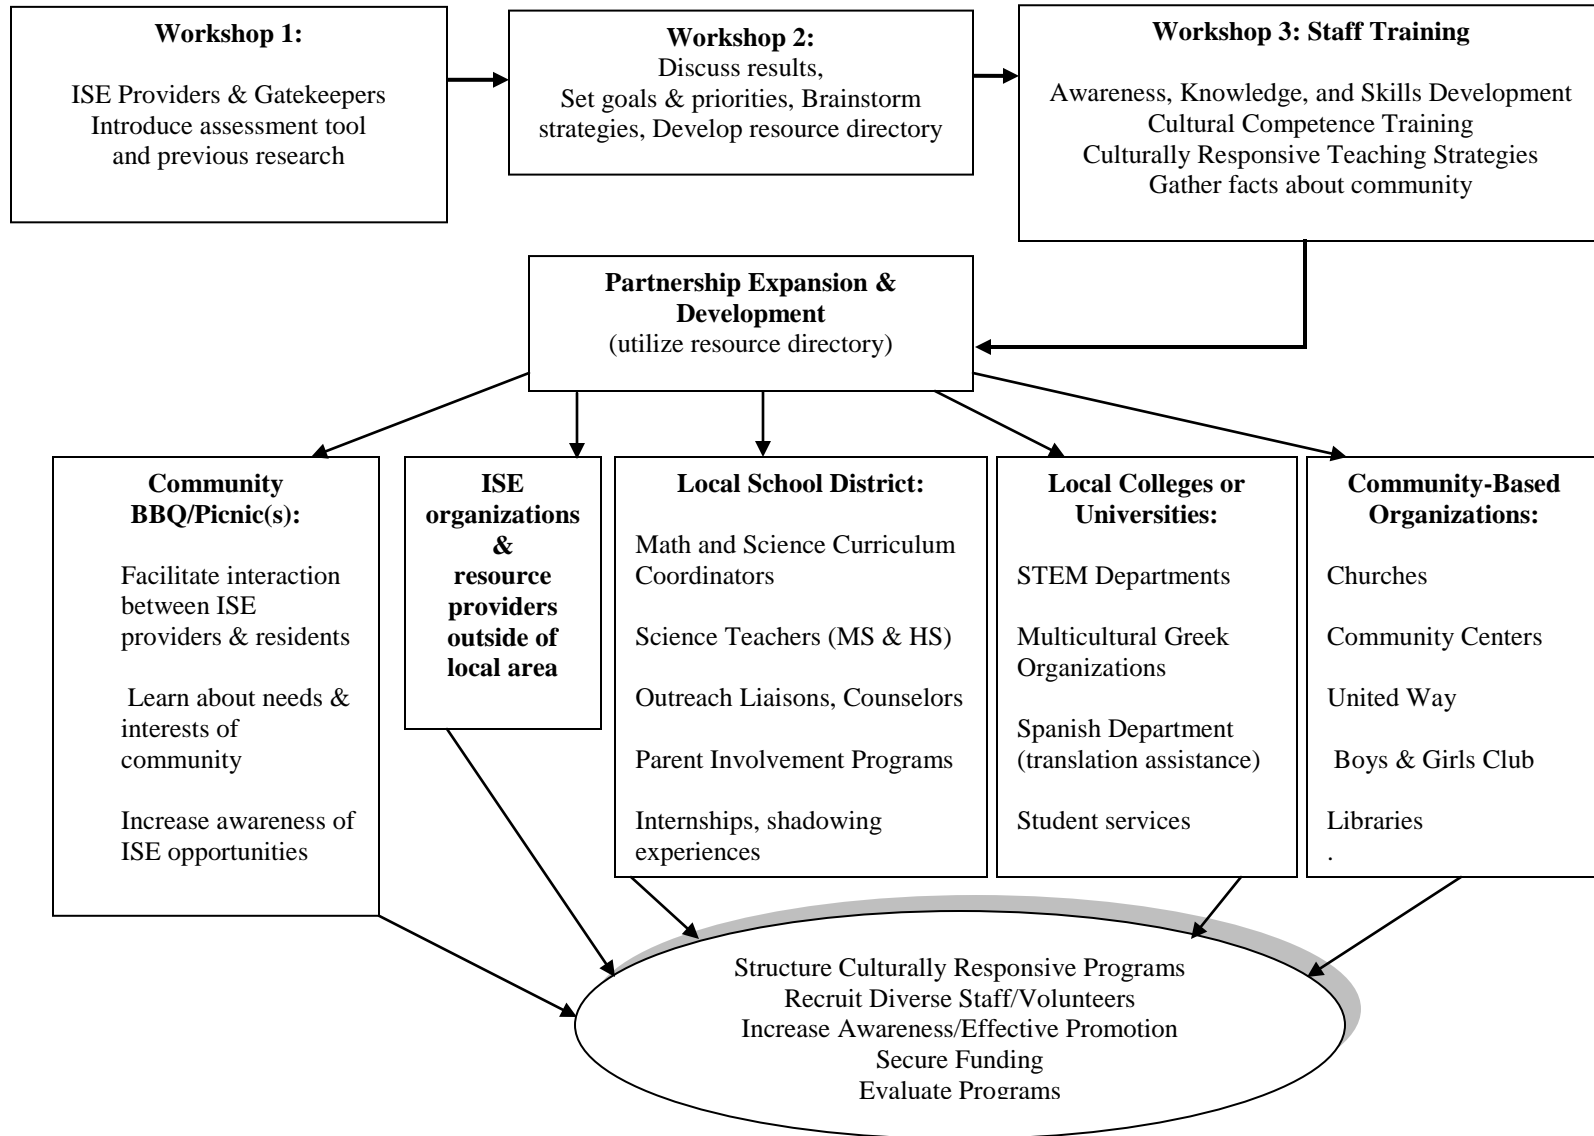 Workshop 1:
ISE Providers & Gatekeepers
Introduce assessment tool
and previous research
Workshop 2:
Discuss results,
Set goals & priorities, Brainstorm
strategies, Develop resource directory
Workshop 3: Staff Training
Awareness, Knowledge, and Skills Development
Cultural Competence Training
Culturally Responsive Teaching Strategies
Gather facts about community
Partnership Expansion &
Development
(utilize resource directory)
Community
BBQ/Picnic(s):
Facilitate interaction
between ISE
providers & residents
Learn about needs &
interests of
community
Increase awareness of
ISE opportunities
ISE
organizations
&
resource
providers
outside of
local area
Local School District:
Math and Science Curriculum
Coordinators
Science Teachers (MS & HS)
Outreach Liaisons, Counselors
Parent Involvement Programs
Internships, shadowing
experiences
Local Colleges or
Universities:
STEM Departments
Multicultural Greek
Organizations
Spanish Department
(translation assistance)
Student services
Community-Based
Organizations:
Churches
Community Centers
United Way
Boys & Girls Club
Libraries
.
Structure Culturally Responsive Programs
Recruit Diverse Staff/Volunteers
Increase Awareness/Effective Promotion
Secure Funding
Evaluate Programs